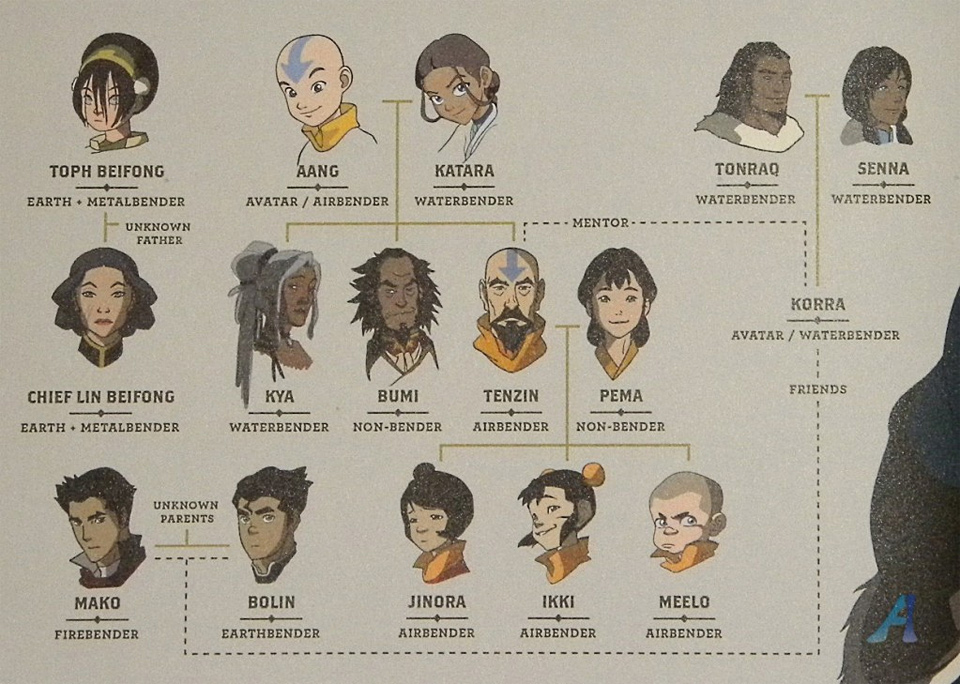 TOPH BEIFONG
EARTH + METALBENDER
AANG
AVATAR / AIRBENDER
KATARA
WATERBENDER
TONRAQ
WATERBENDER
SENNA
WATERBENDER
UNKNOWN
FATHER
MENTOR
CHIEF LIN BEIFONG
EARTH + METALBENDER
KYA
WATERBENDER
BUMI
NON-BENDER
TENZIN
AIRBENDER
PEMA
NON-BENDER
KORRA
AVATAR / WATERBENDER
FRIENDS
UNKNOWN
PARENTS
MAKO
FIREBENDER
BOLIN
EARTHBENDER
JINORA
AIRBENDER
IKKI
AIRBENDER
MEELO
AIRBENDER
A